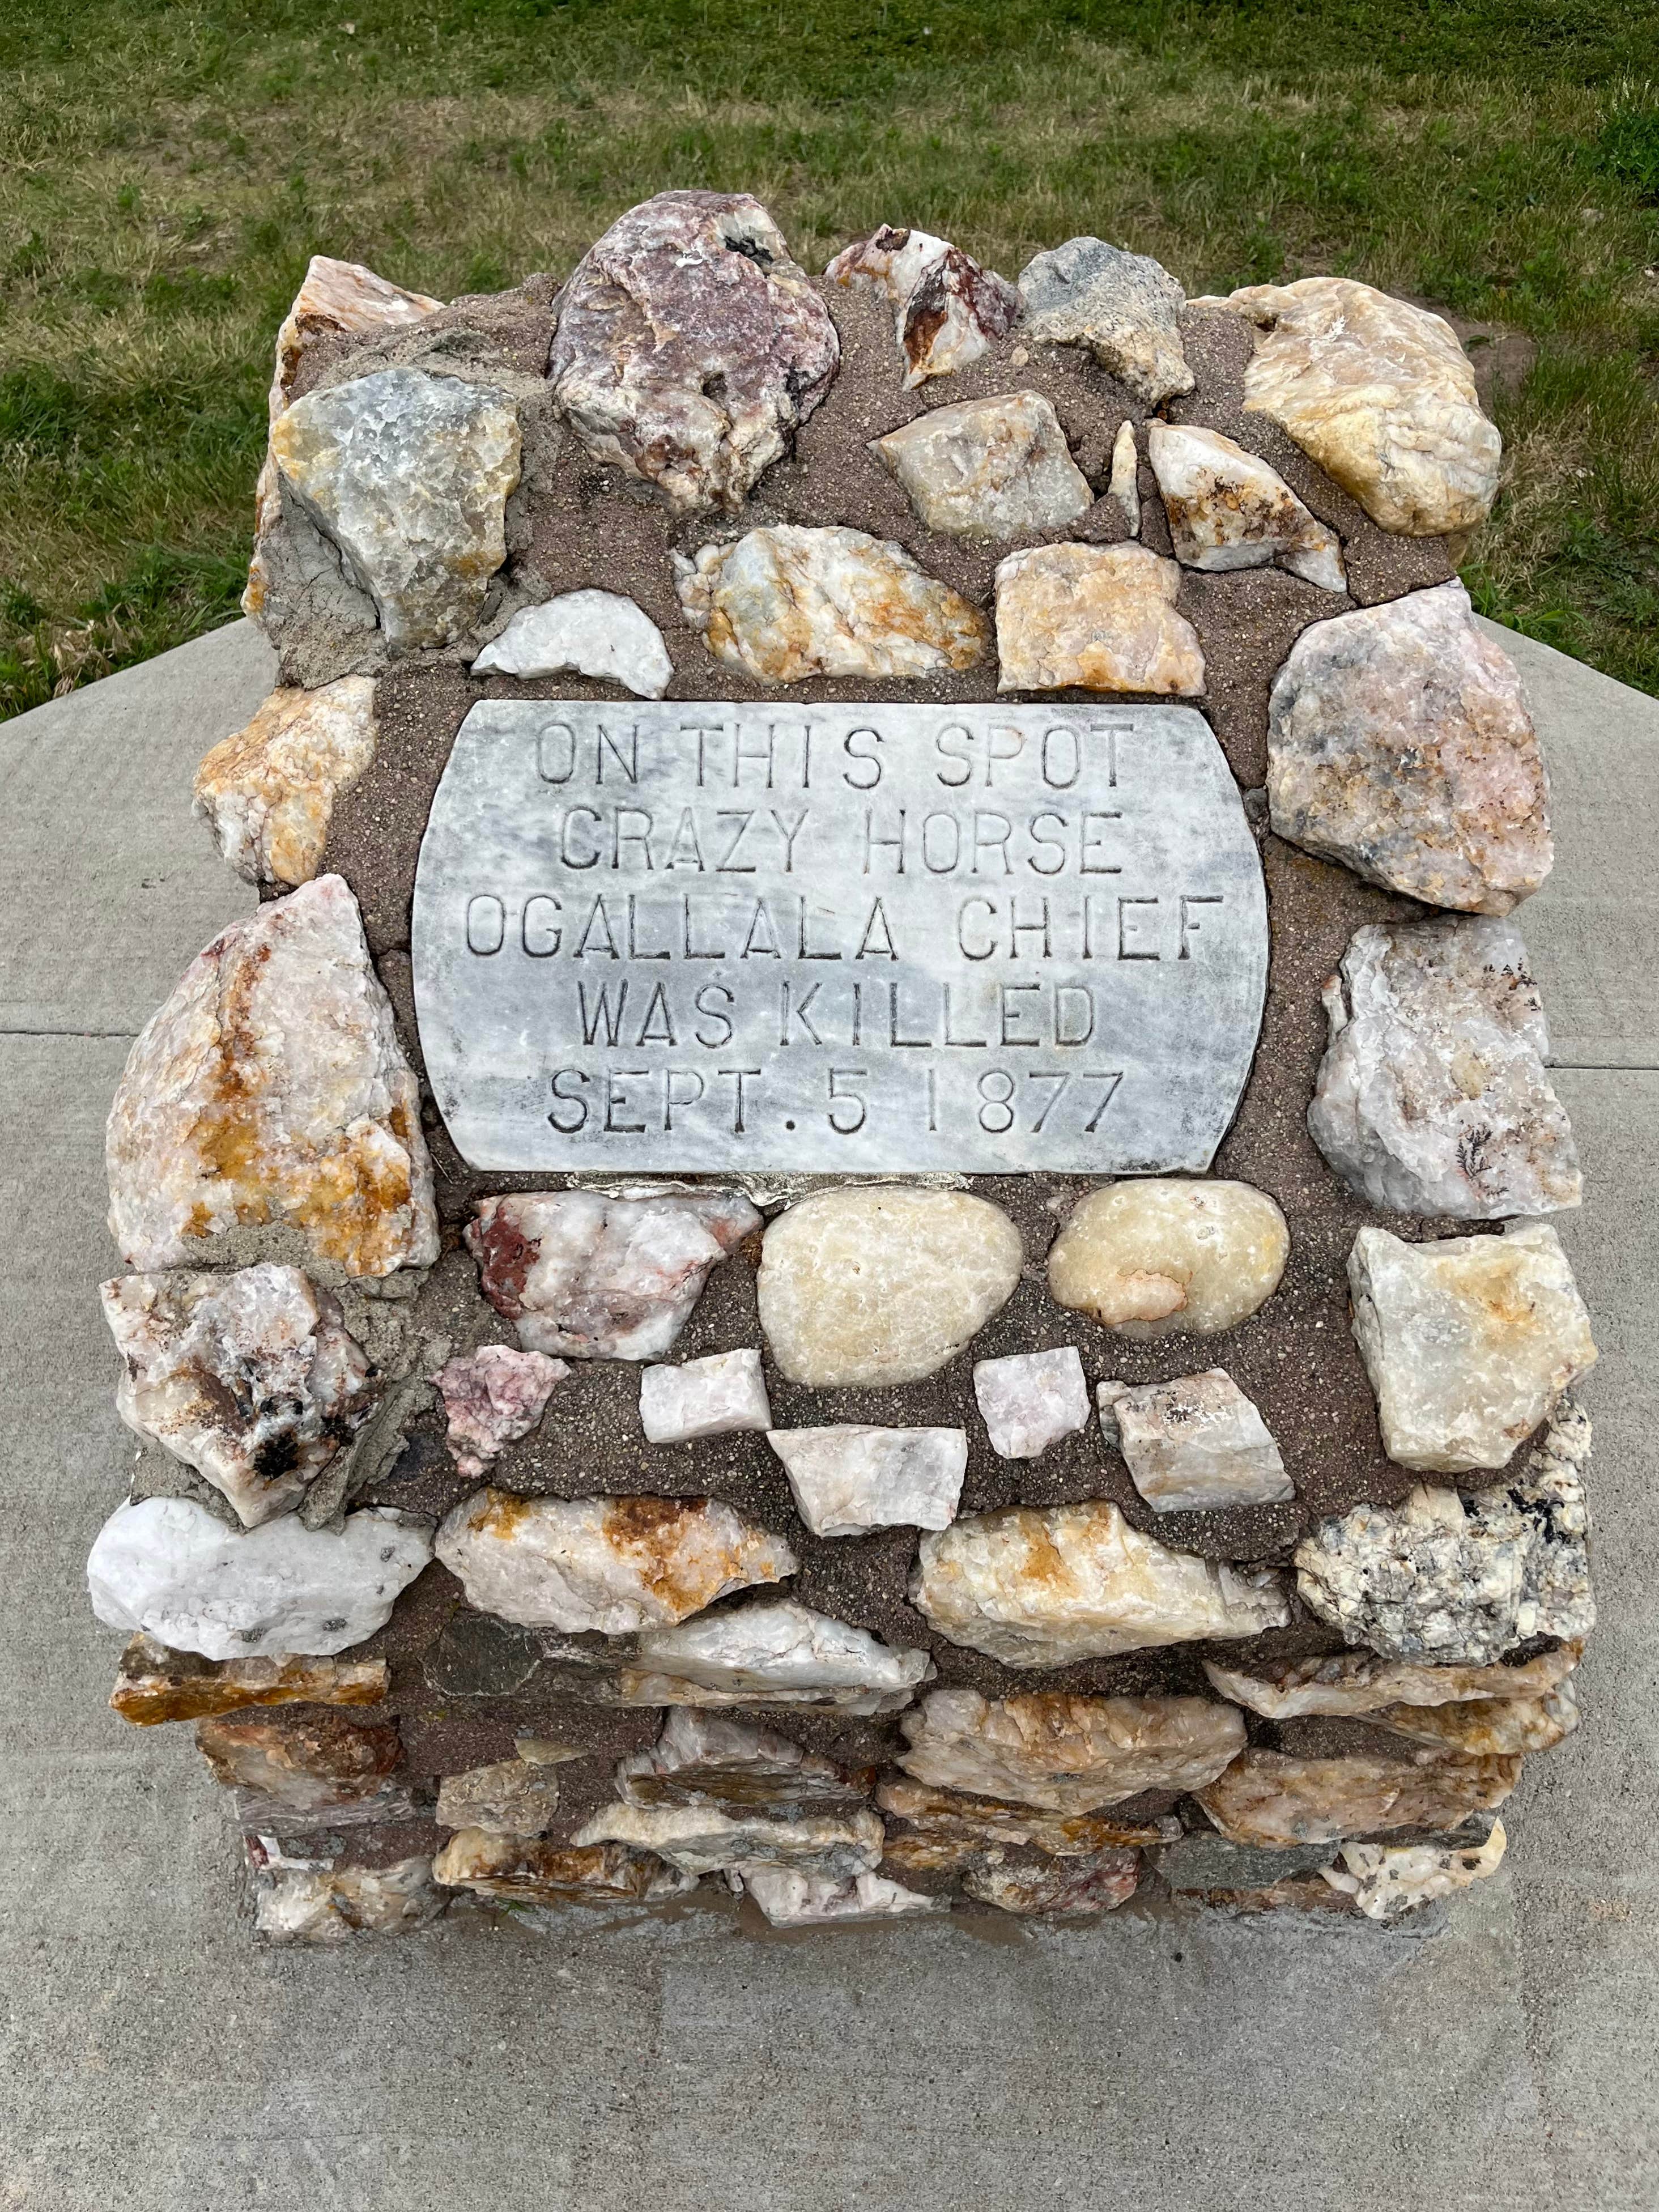 ON THIS SPOT
CRAZY HORSE
OGALLALA CHIEF
WAS KILLED
SEPT. 5 1877